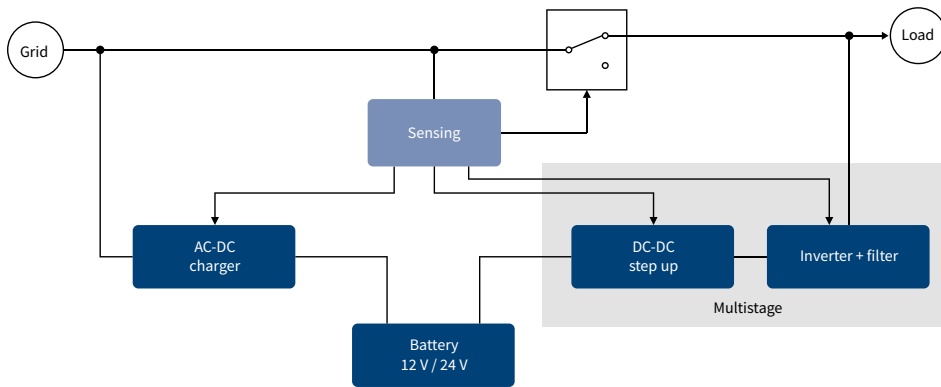 Grid
Load
Sensing
AC-DC
charger
DC-DC
step up
Inverter + filter
Multistage
Battery
12 V / 24 V